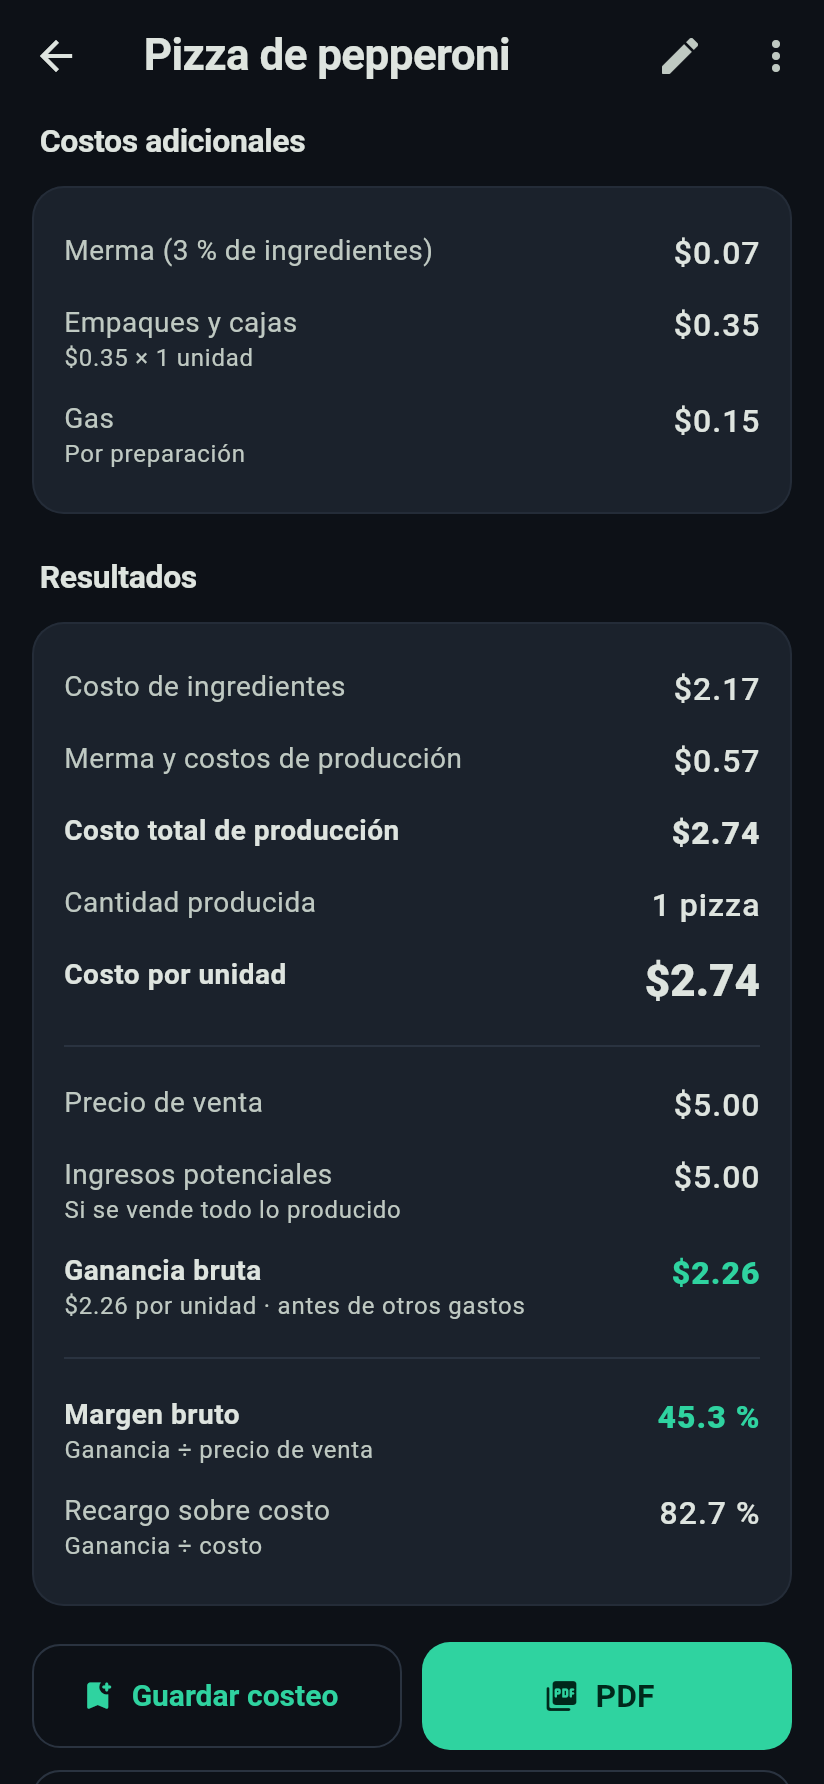 Pizza de pepperoni
Costos adicionales
Merma (3 % de ingredientes) $0.07
Empaques y cajas $0.35
$0.35 × 1 unidad
Gas $0.15
Por preparación
Resultados
Costo de ingredientes $2.17
Merma y costos de producción $0.57
Costo total de producción $2.74
Cantidad producida 1 pizza
Costo por unidad $2.74
Precio de venta $5.00
Ingresos potenciales $5.00
Si se vende todo lo producido
Ganancia bruta $2.26
$2.26 por unidad · antes de otros gastos
Margen bruto 45.3 %
Ganancia ÷ precio de venta
Recargo sobre costo 82.7 %
Ganancia ÷ costo
Guardar costeo PDF PDF